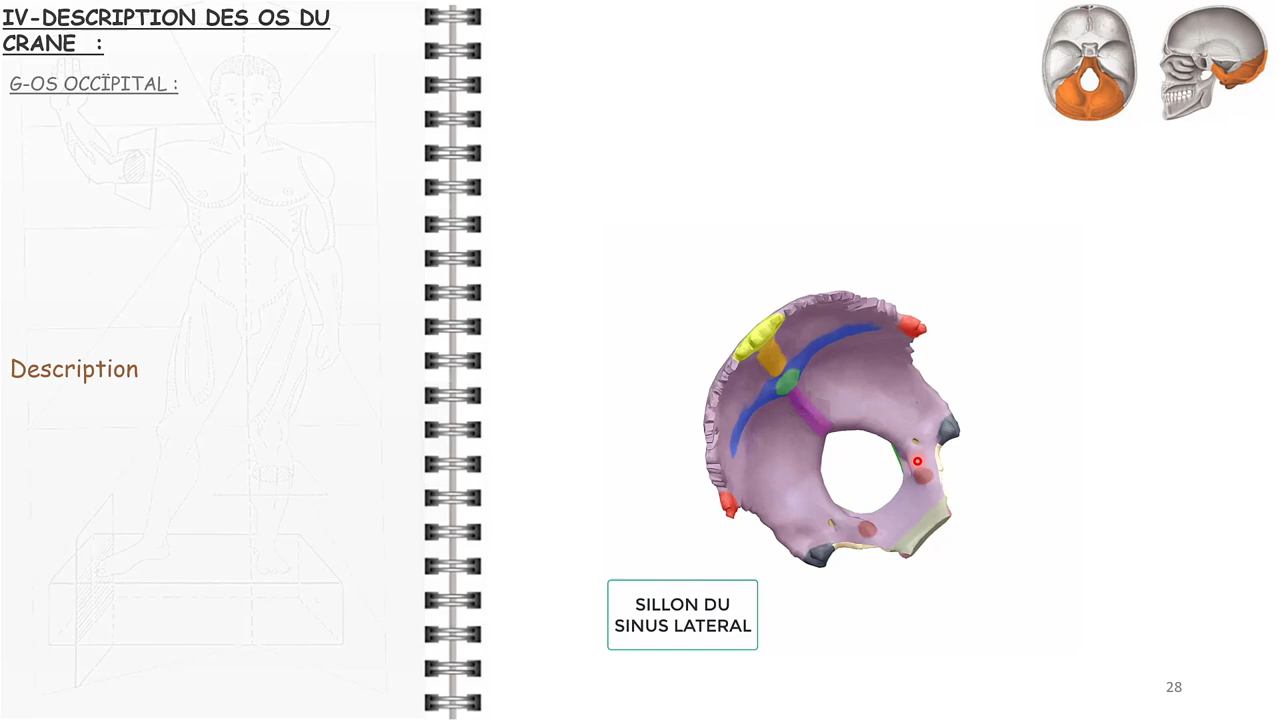 IV-DESCRIPTION DES OS DU
CRANE :
G-OS OCCÏPITAL :
Description
SILLON DU
SINUS LATERAL
28